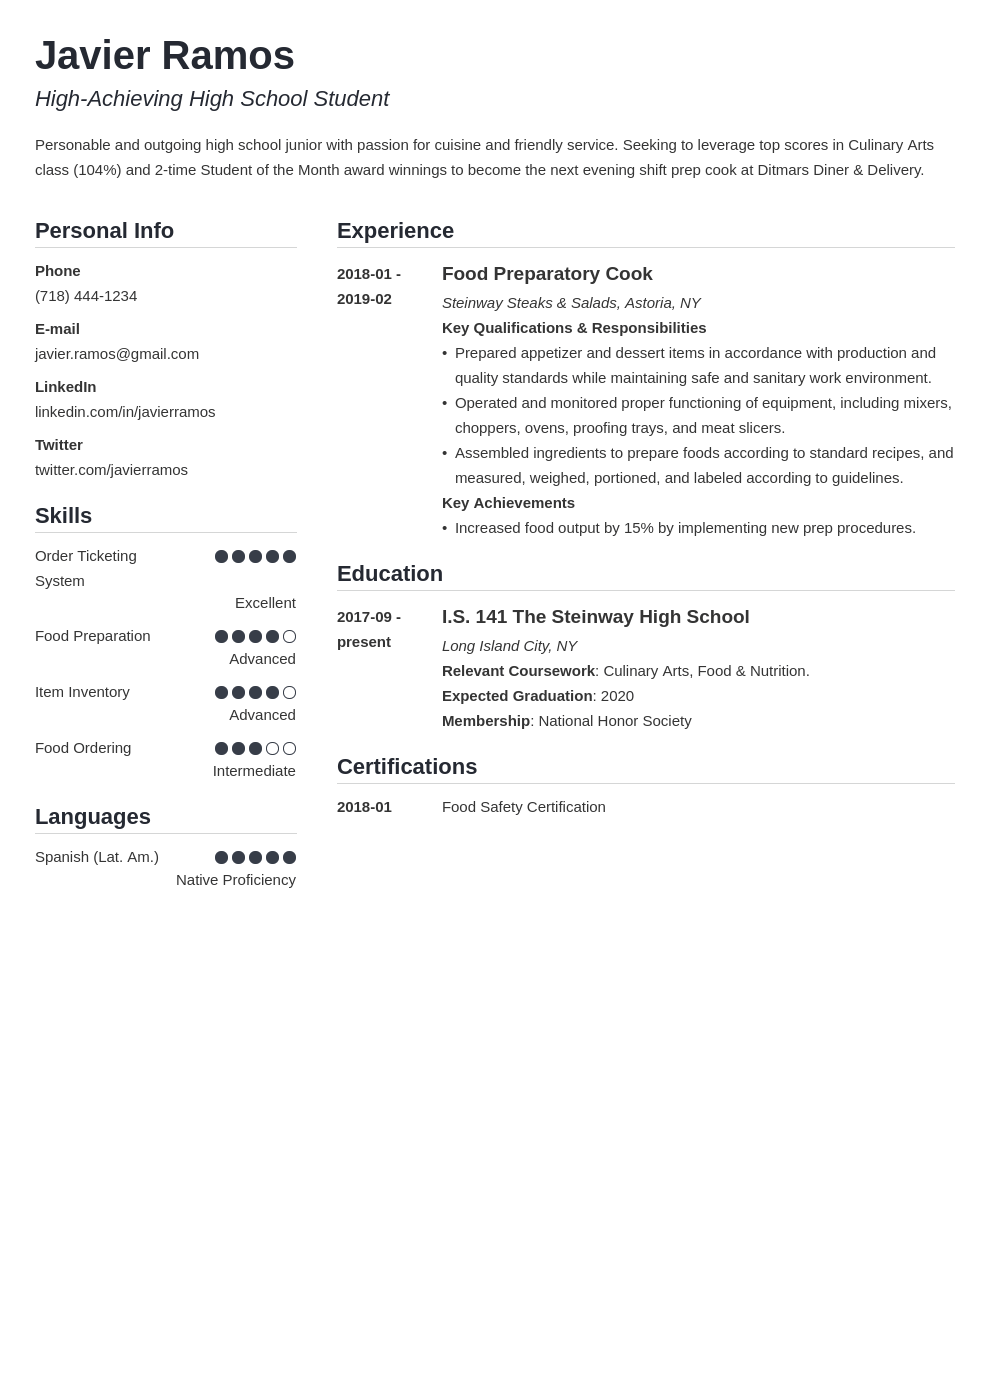 Javier Ramos
High-Achieving High School Student
Personable and outgoing high school junior with passion for cuisine and friendly service. Seeking to leverage top scores in Culinary Arts
class (104%) and 2-time Student of the Month award winnings to become the next evening shift prep cook at Ditmars Diner & Delivery.
Personal Info
Phone
(718) 444-1234
E-mail
javier.ramos@gmail.com
LinkedIn
linkedin.com/in/javierramos
Twitter
twitter.com/javierramos
Skills
Order Ticketing
System
Excellent
Food Preparation
Advanced
Item Inventory
Advanced
Food Ordering
Intermediate
Languages
Spanish (Lat. Am.)
Native Proficiency
Experience
2018-01 -
2019-02
Food Preparatory Cook
Steinway Steaks & Salads, Astoria, NY
Key Qualifications & Responsibilities
• Prepared appetizer and dessert items in accordance with production and
quality standards while maintaining safe and sanitary work environment.
• Operated and monitored proper functioning of equipment, including mixers,
choppers, ovens, proofing trays, and meat slicers.
• Assembled ingredients to prepare foods according to standard recipes, and
measured, weighed, portioned, and labeled according to guidelines.
Key Achievements
• Increased food output by 15% by implementing new prep procedures.
Education
2017-09 -
present
I.S. 141 The Steinway High School
Long Island City, NY
Relevant Coursework: Culinary Arts, Food & Nutrition.
Expected Graduation: 2020
Membership: National Honor Society
Certifications
2018-01 Food Safety Certification